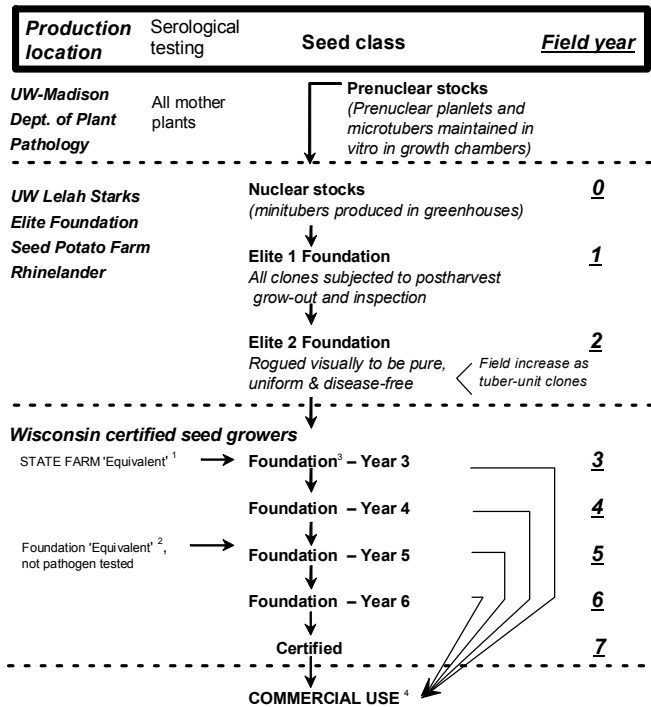 Production location
Serological testing
Seed class
Field year
UW-Madison
Dept. of Plant
Pathology
All mother
plants
Prenuclear stocks
(Prenuclear planlets and
microtubers maintained in
vitro in growth chambers)
UW Lelah Starks
Elite Foundation
Seed Potato Farm
Rhinelander
Nuclear stocks
(minitubers produced in greenhouses)
0
Elite 1 Foundation
1
All clones subjected to postharvest
grow-out and inspection
Elite 2 Foundation
2
Rogued visually to be pure,
uniform & disease-free
Field increase as
tuber-unit clones
Wisconsin certified seed growers
STATE FARM 'Equivalent' 1
Foundation3 – Year 3
3
Foundation – Year 4
4
Foundation 'Equivalent' 2,
not pathogen tested
Foundation – Year 5
5
Foundation – Year 6
6
Certified
7
COMMERCIAL USE 4